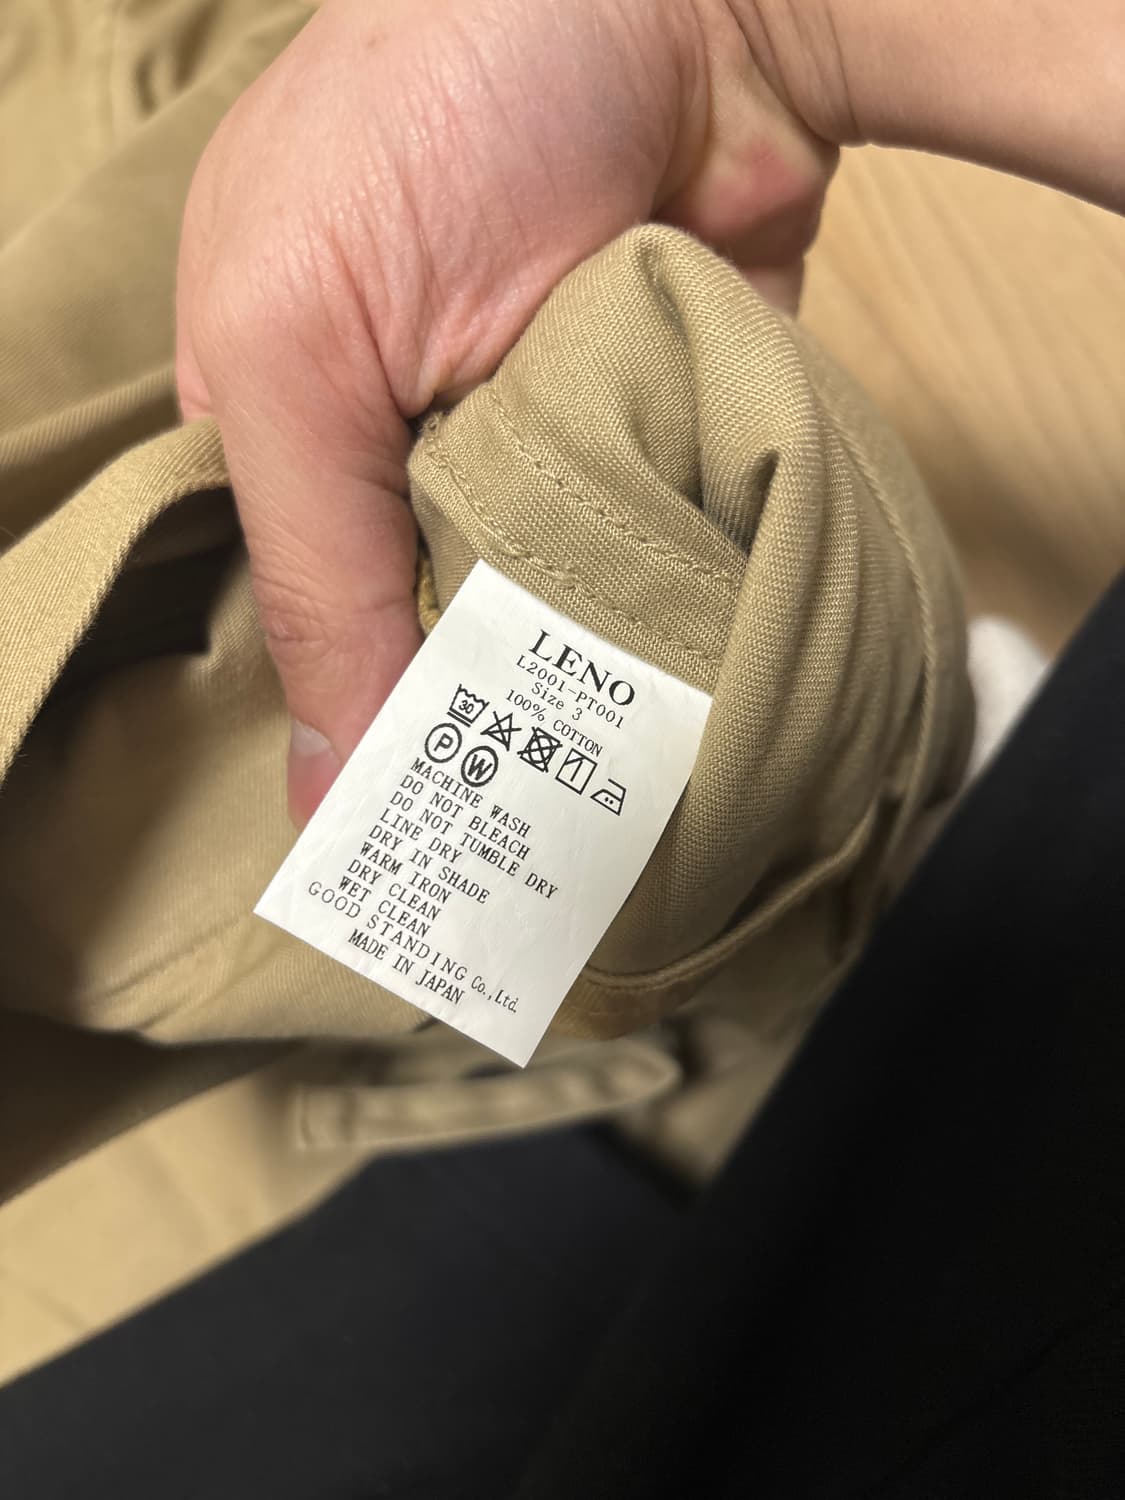 LENO
L2001-PT001
Size 3
100% COTTON
30
P W
MACHINE WASH
DO NOT BLEACH
DO NOT TUMBLE DRY
LINE DRY
DRY IN SHADE
WARM IRON
DRY CLEAN
WET CLEAN
GOOD STANDING Co.,Ltd.
MADE IN JAPAN